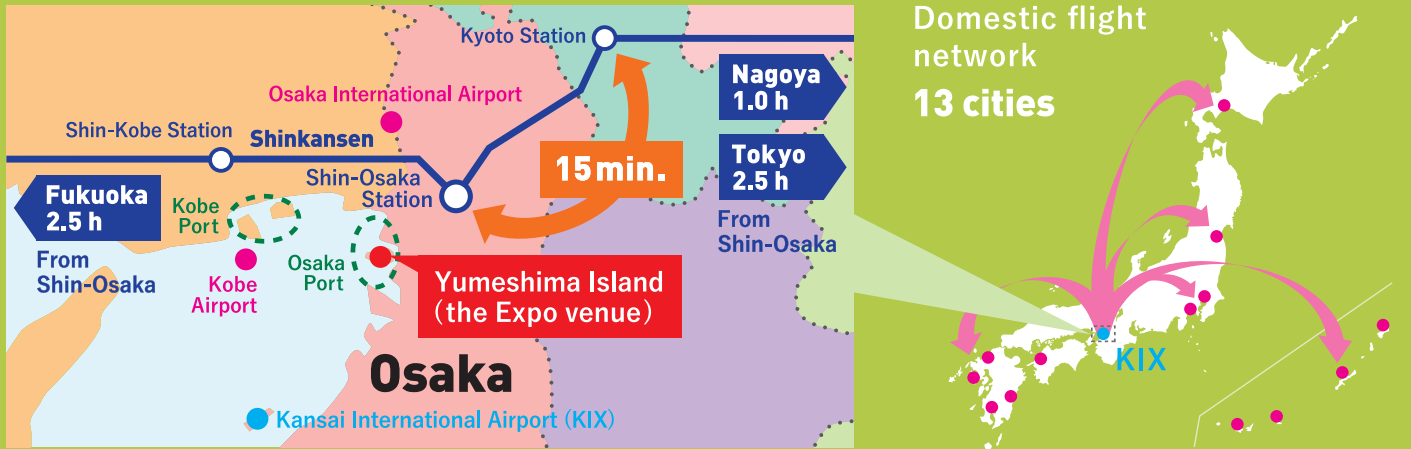 Kyoto Station
Osaka International Airport
Shin-Kobe Station
Shinkansen
Shin-Osaka
Station
15 min.
Nagoya
1.0 h
Tokyo
2.5 h
From
Shin-Osaka
Fukuoka
2.5 h
From
Shin-Osaka
Kobe
Port
Kobe
Airport
Osaka
Port
Yumeshima Island
(the Expo venue)
Osaka
Kansai International Airport (KIX)
Domestic flight
network
13 cities
KIX